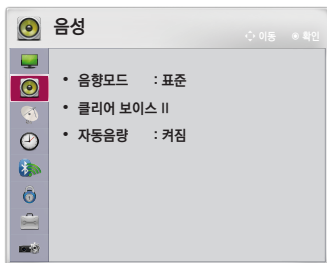 음성
이동 확인
• 음향모드 : 표준
• 클리어 보이스 II
• 자동음량 : 켜짐